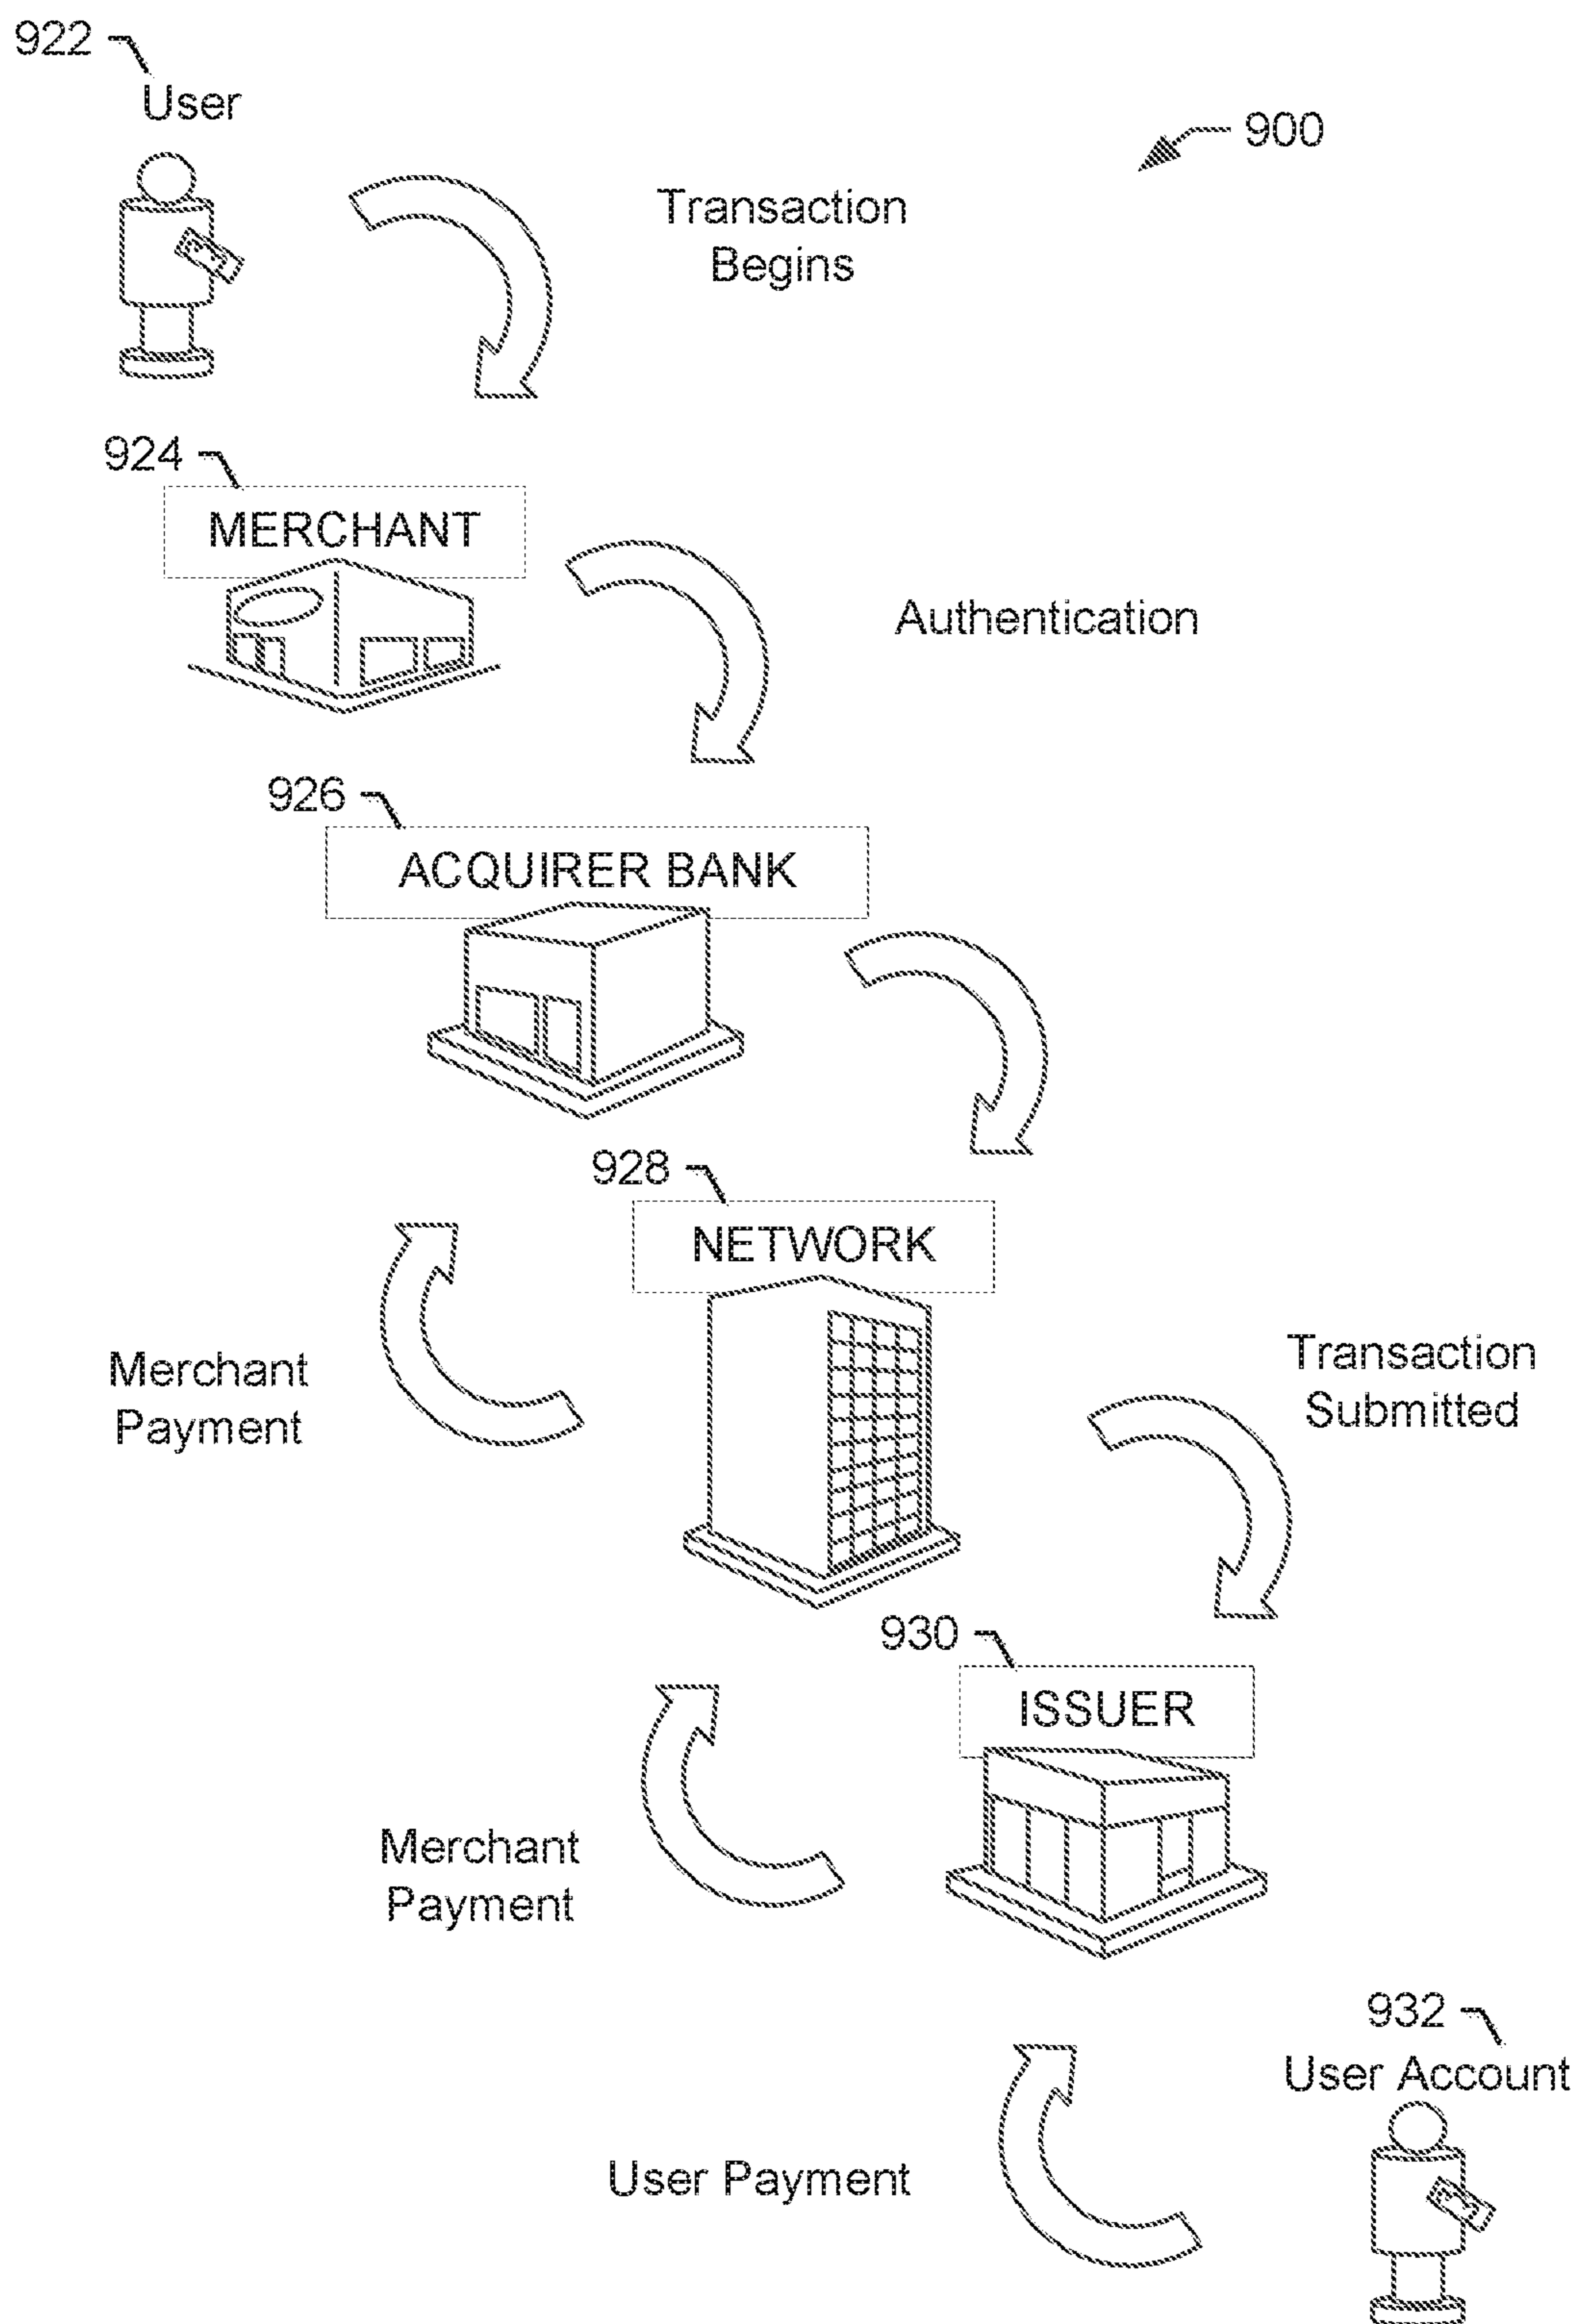 922
User
900
Transaction
Begins
924
MERCHANT
Authentication
926
ACQUIRER BANK
928
NETWORK
Merchant
Payment
Transaction
Submitted
930
ISSUER
Merchant
Payment
932
User Account
User Payment